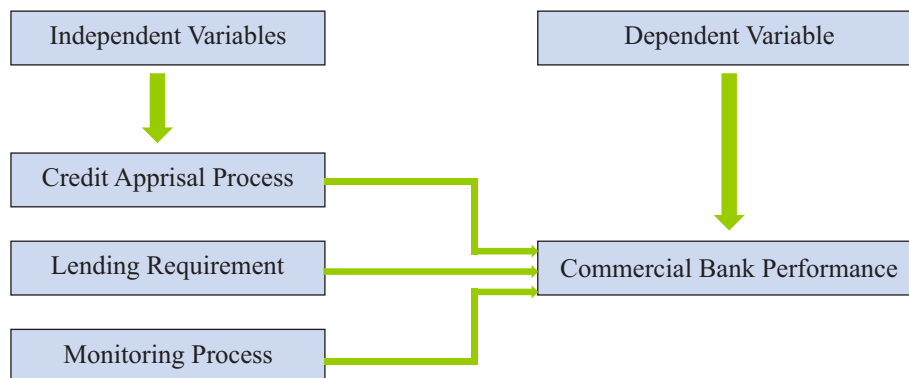 Independent Variables
Dependent Variable
Credit Apprisal Process
Lending Requirement
Commercial Bank Performance
Monitoring Process